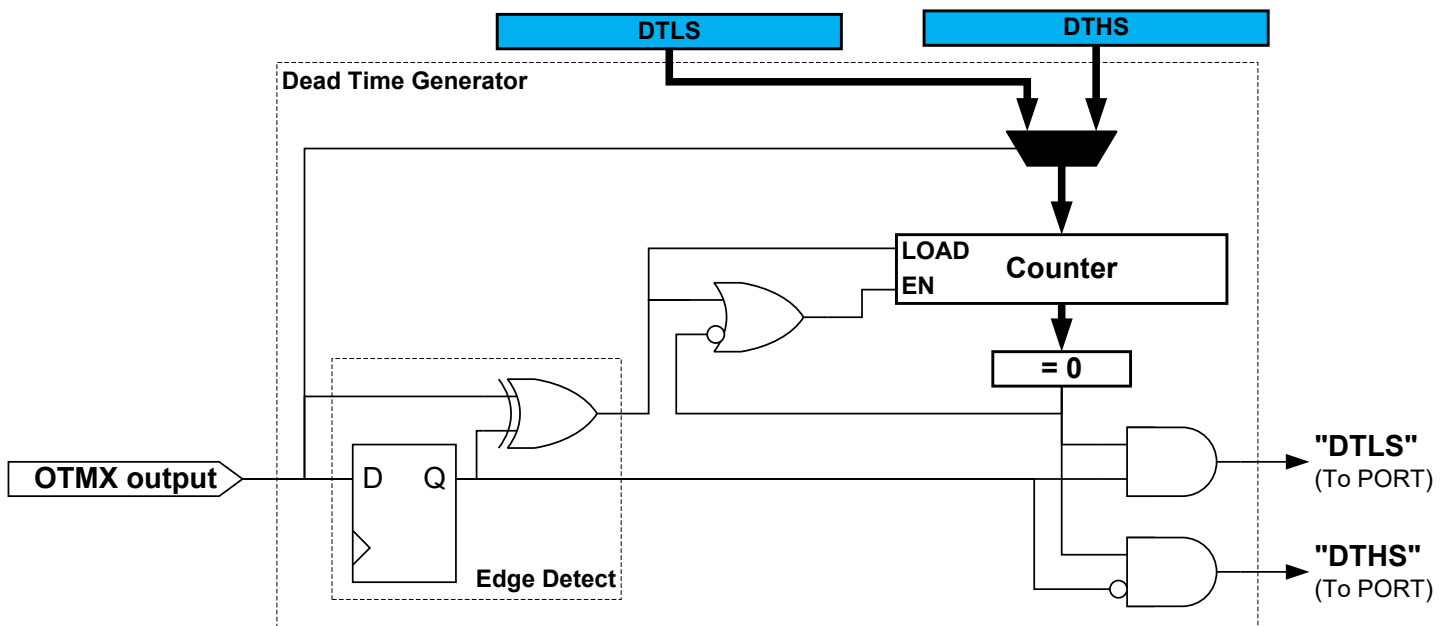 DTLS
DTHS
Dead Time Generator
LOAD
Counter
EN
= 0
OTMX output
D
Q
Edge Detect
"DTLS"
(To PORT)
"DTHS"
(To PORT)